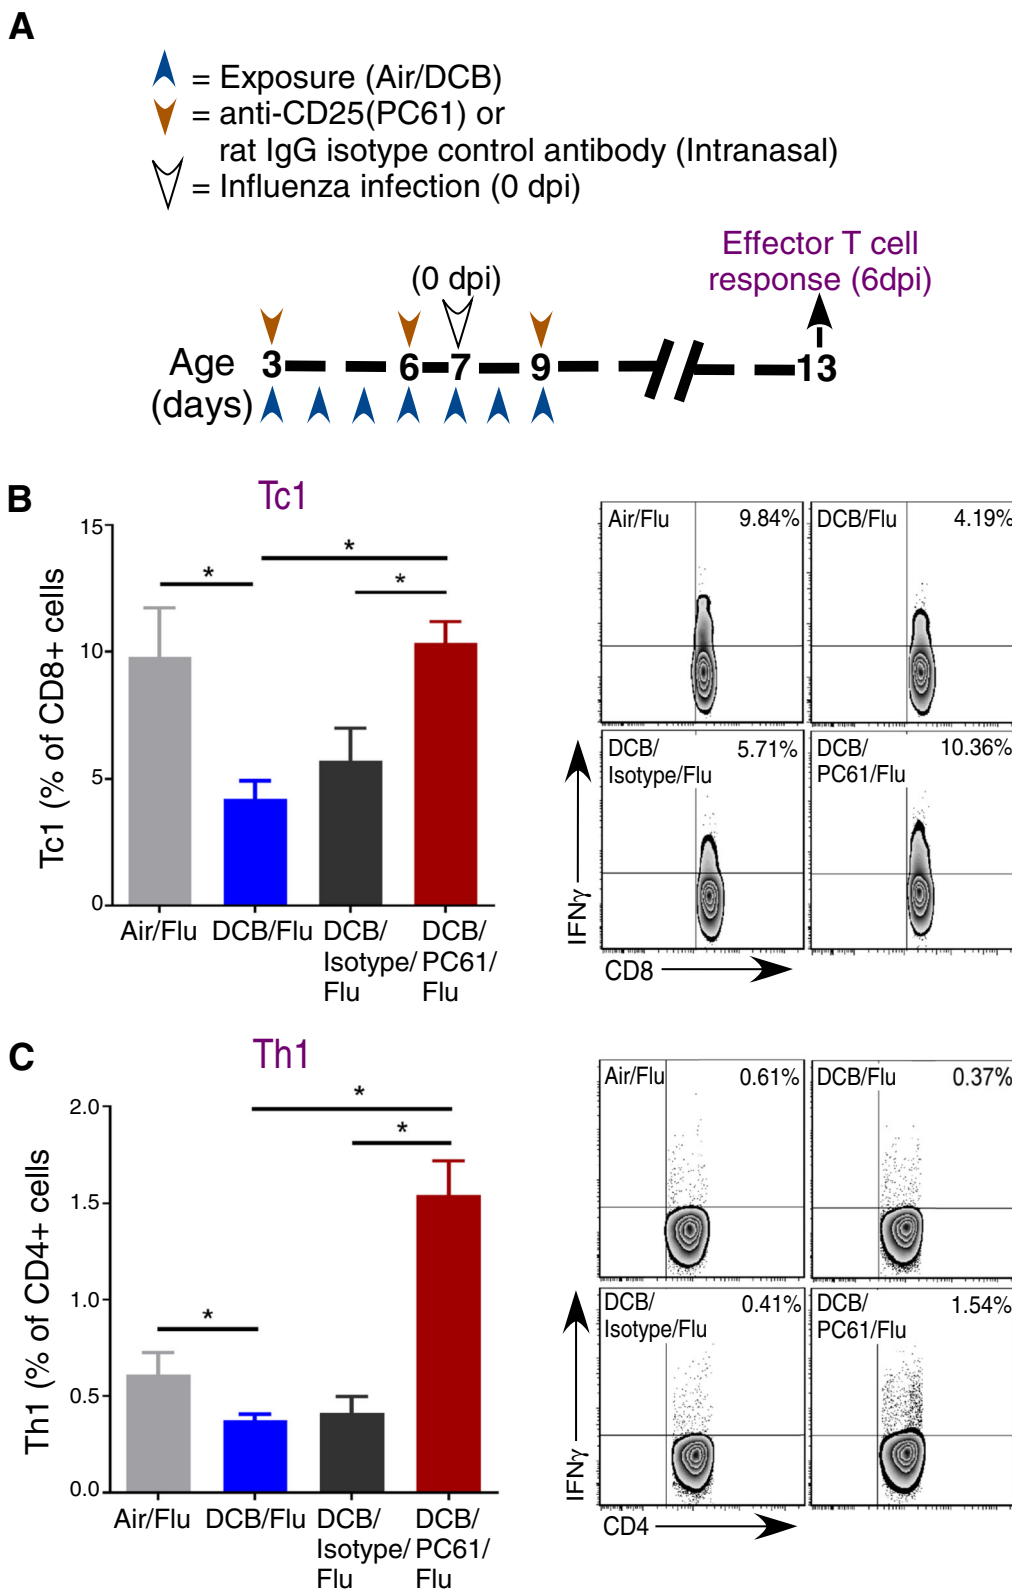 A
= Exposure (Air/DCB)
= anti-CD25(PC61) or
rat IgG isotype control antibody (Intranasal)
= Influenza infection (0 dpi)
Effector T cell
response (6dpi)
(0 dpi)
Age
(days)
3 6 7 9 13
B
Tc1
Tc1 (% of CD8+ cells
15
10
5
0
*
*
*
Air/Flu DCB/Flu DCB/ DCB/
Isotype/ PC61/
Flu Flu
Air/Flu 9.84% DCB/Flu 4.19%
DCB/ 5.71% DCB/ 10.36%
Isotype/Flu PC61/Flu
IFNγ
CD8
C
Th1
Th1 (% of CD4+ cells
2.0
1.5
1.0
0.5
0.0
*
*
*
Air/Flu DCB/Flu DCB/ DCB/
Isotype/ PC61/
Flu Flu
Air/Flu 0.61% DCB/Flu 0.37%
DCB/ 0.41% DCB/ 1.54%
Isotype/Flu PC61/Flu
IFNγ
CD4